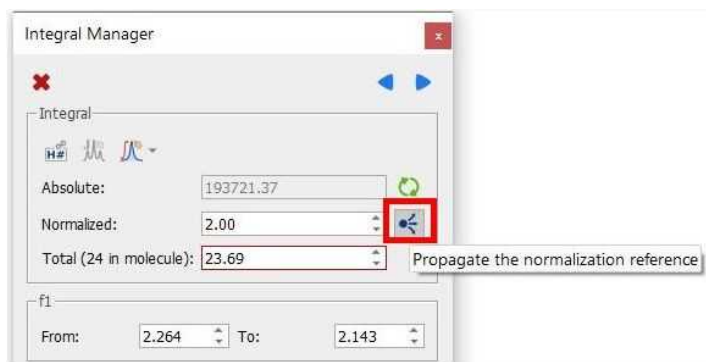 Integral Manager
x
Integral
H#
Absolute: 193721.37
Normalized: 2.00
Total (24 in molecule): 23.69
Propagate the normalization reference
f1
From: 2.264 To: 2.143